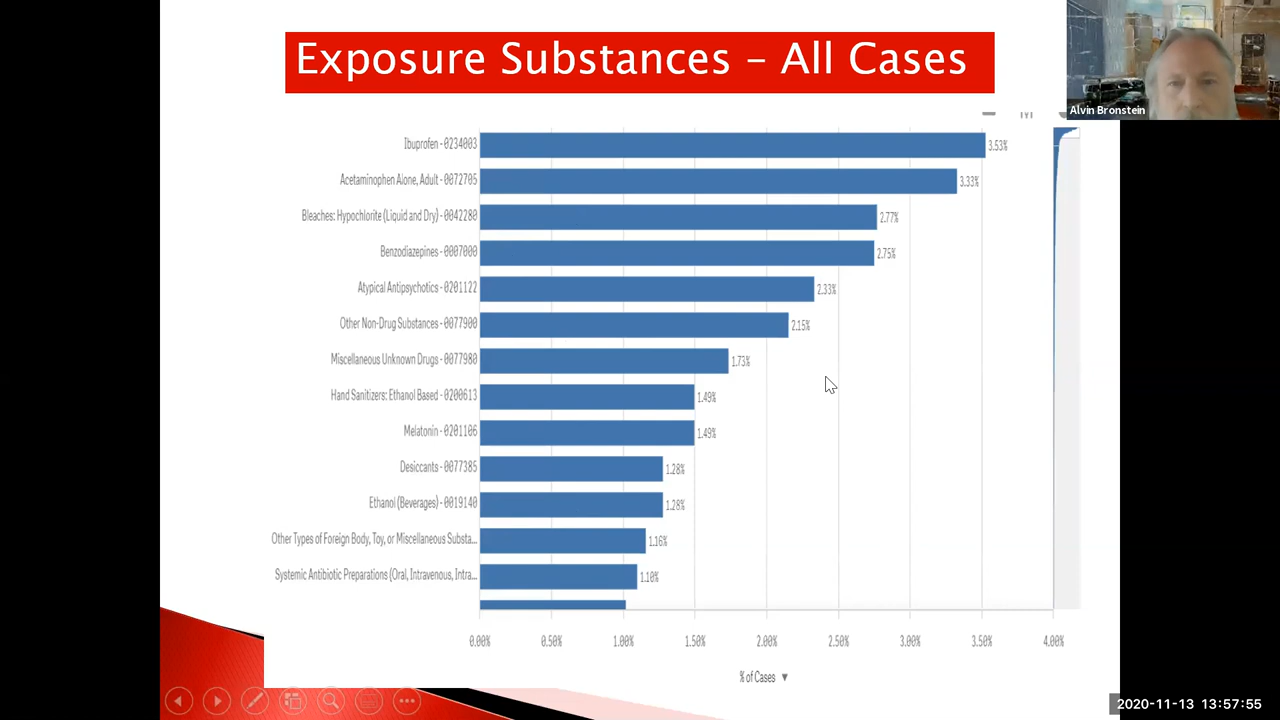 Exposure Substances – All Cases
Alvin Bronstein
Ibuprofen - 0234003
3.53%
Acetaminophen Alone, Adult - 0072705
3.33%
Bleaches: Hypochlorite (Liquid and Dry) - 0042280
2.77%
Benzodiazepines - 0007000
2.75%
Atypical Antipsychotics - 0201122
2.33%
Other Non-Drug Substances - 0077900
2.15%
Miscellaneous Unknown Drugs - 0077980
1.73%
Hand Sanitizers: Ethanol Based - 0200613
1.49%
Melatonin - 0201106
1.49%
Desiccants - 0077385
1.28%
Ethanol (Beverages) - 0019140
1.28%
Other Types of Foreign Body, Toy, or Miscellaneous Substa...
1.16%
Systemic Antibiotic Preparations (Oral, Intravenous, Intra...
1.10%
0.00% 0.50% 1.00% 1.50% 2.00% 2.50% 3.00% 3.50% 4.00%
% of Cases ▼
2020-11-13 13:57:55